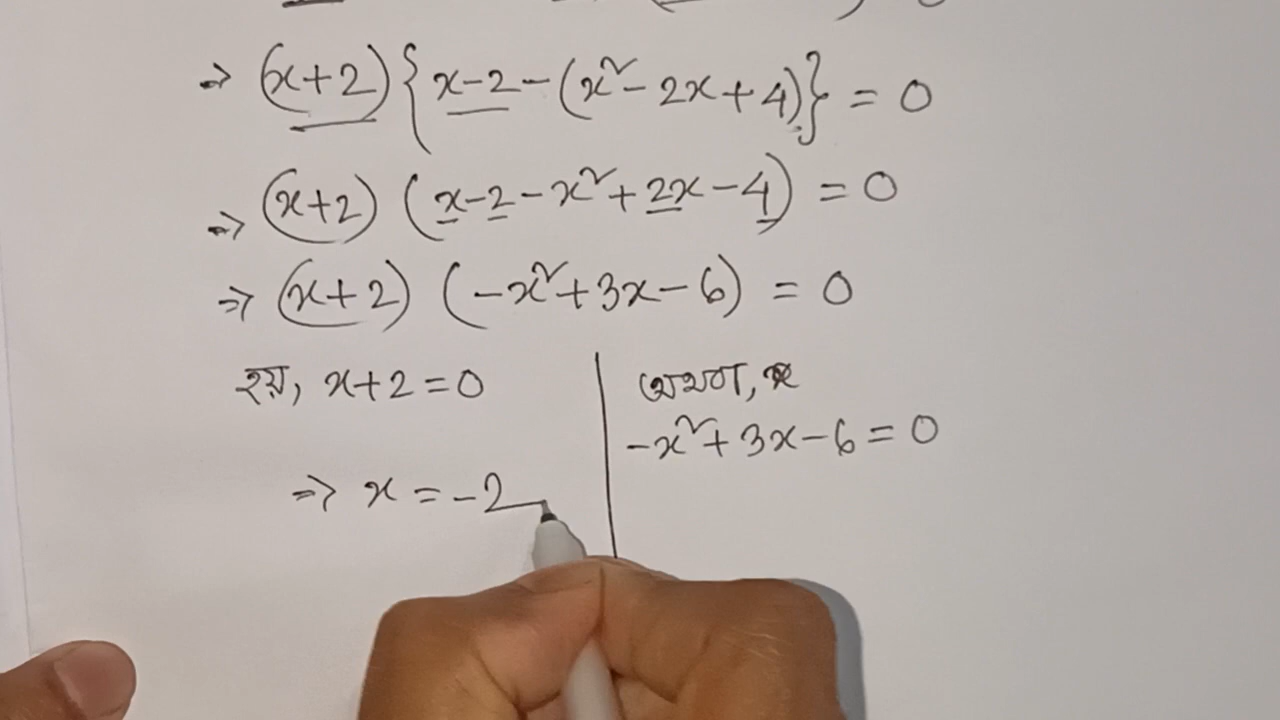 ⇒ (x+2){x-2-(x²-2x+4)} = 0
⇒ (x+2) (x-2-x²+2x-4) = 0
⇒ (x+2) (-x²+3x-6) = 0
হয়, x+2=0
⇒ x = -2
অথবা,
-x²+3x-6=0